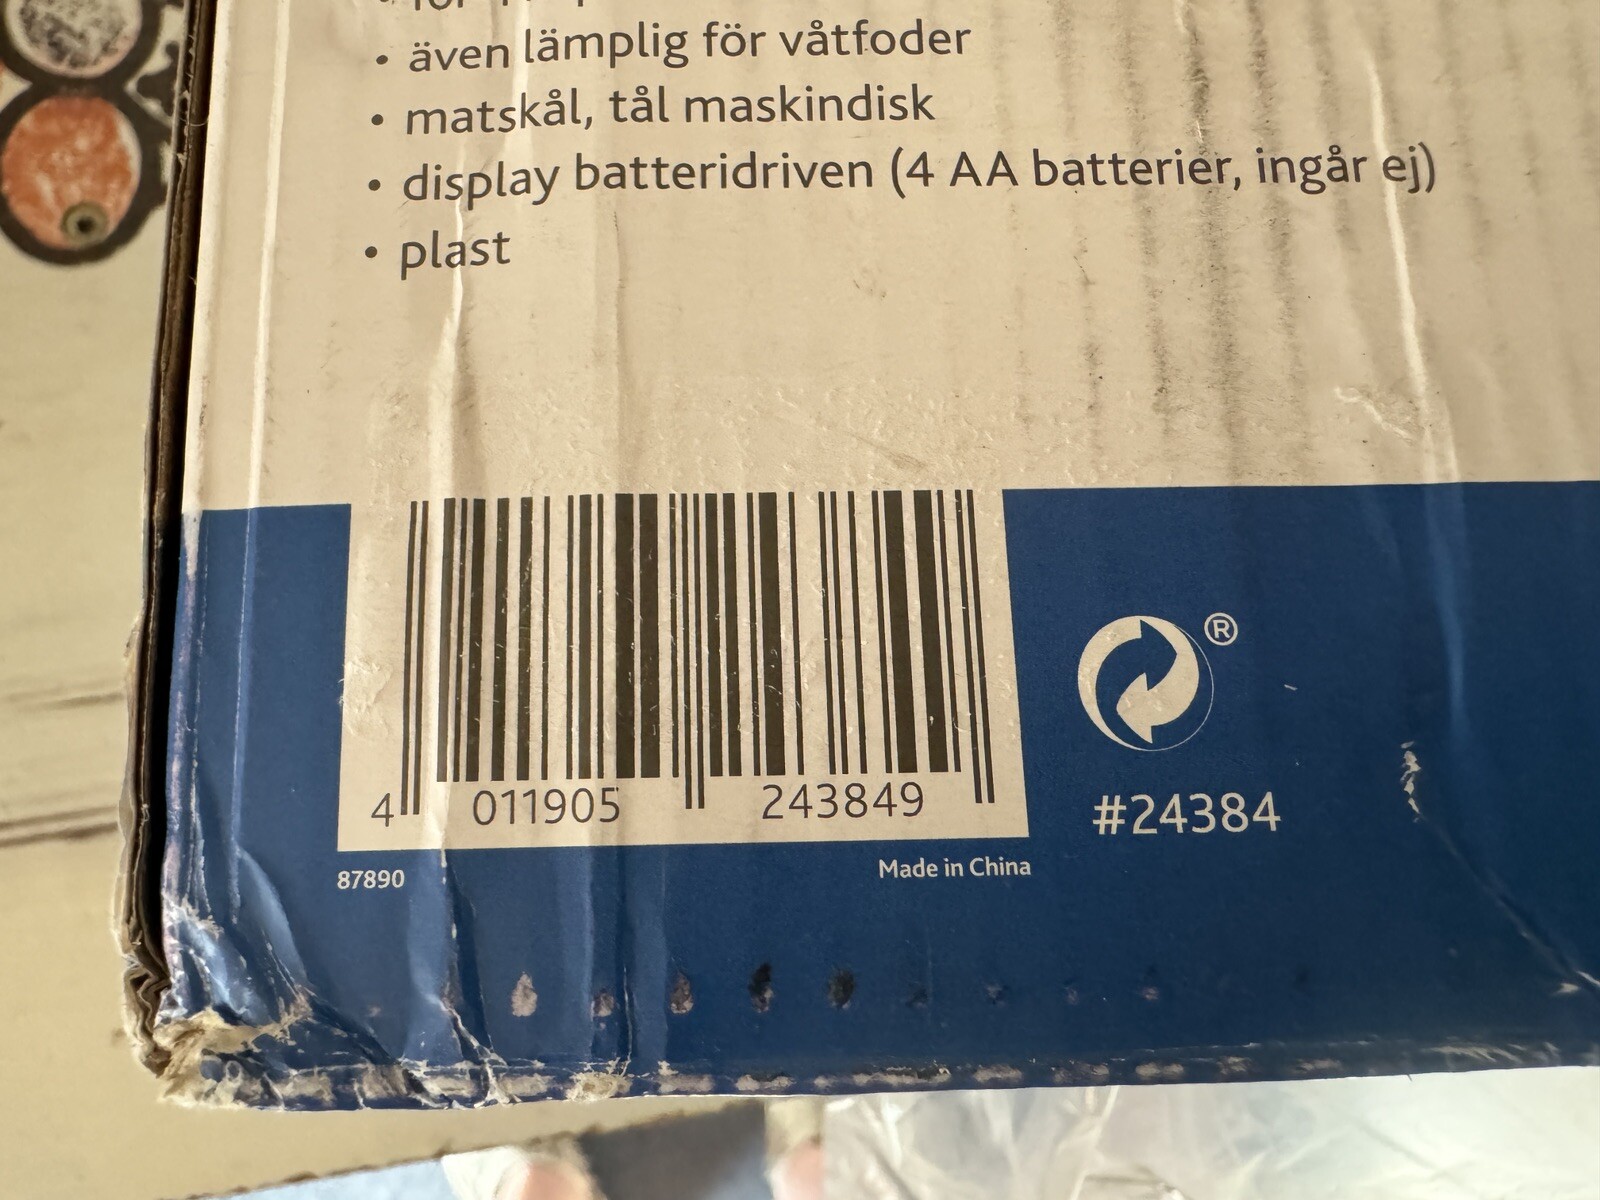 • även lämplig för våtfoder
• matskål, tål maskindisk
• display batteridriven (4 AA batterier, ingår ej)
• plast
®
4 011905 243849
#24384
87890
Made in China